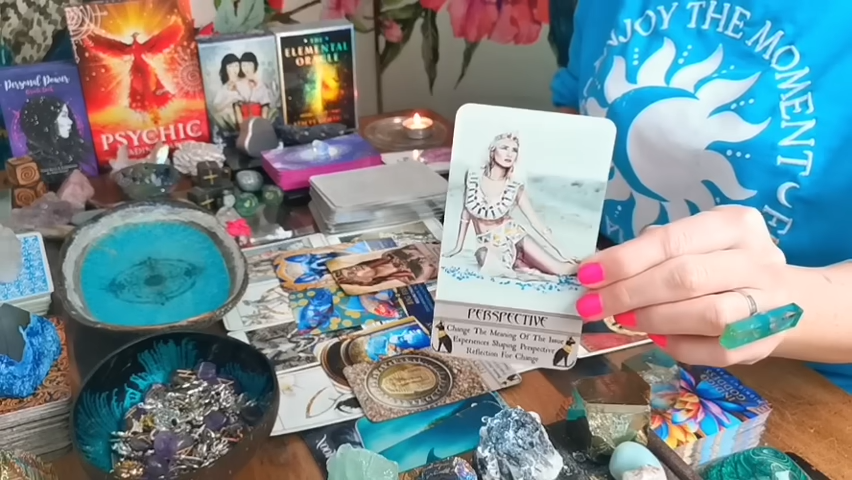 Personal Power
PSYCHIC
THE
ELEMENTAL
ORACLE
ENJOY THE MOMENT
PERSPECTIVE
Change The Meaning Of The Issue
Experiences Shaping Perspective
Reflection For Change